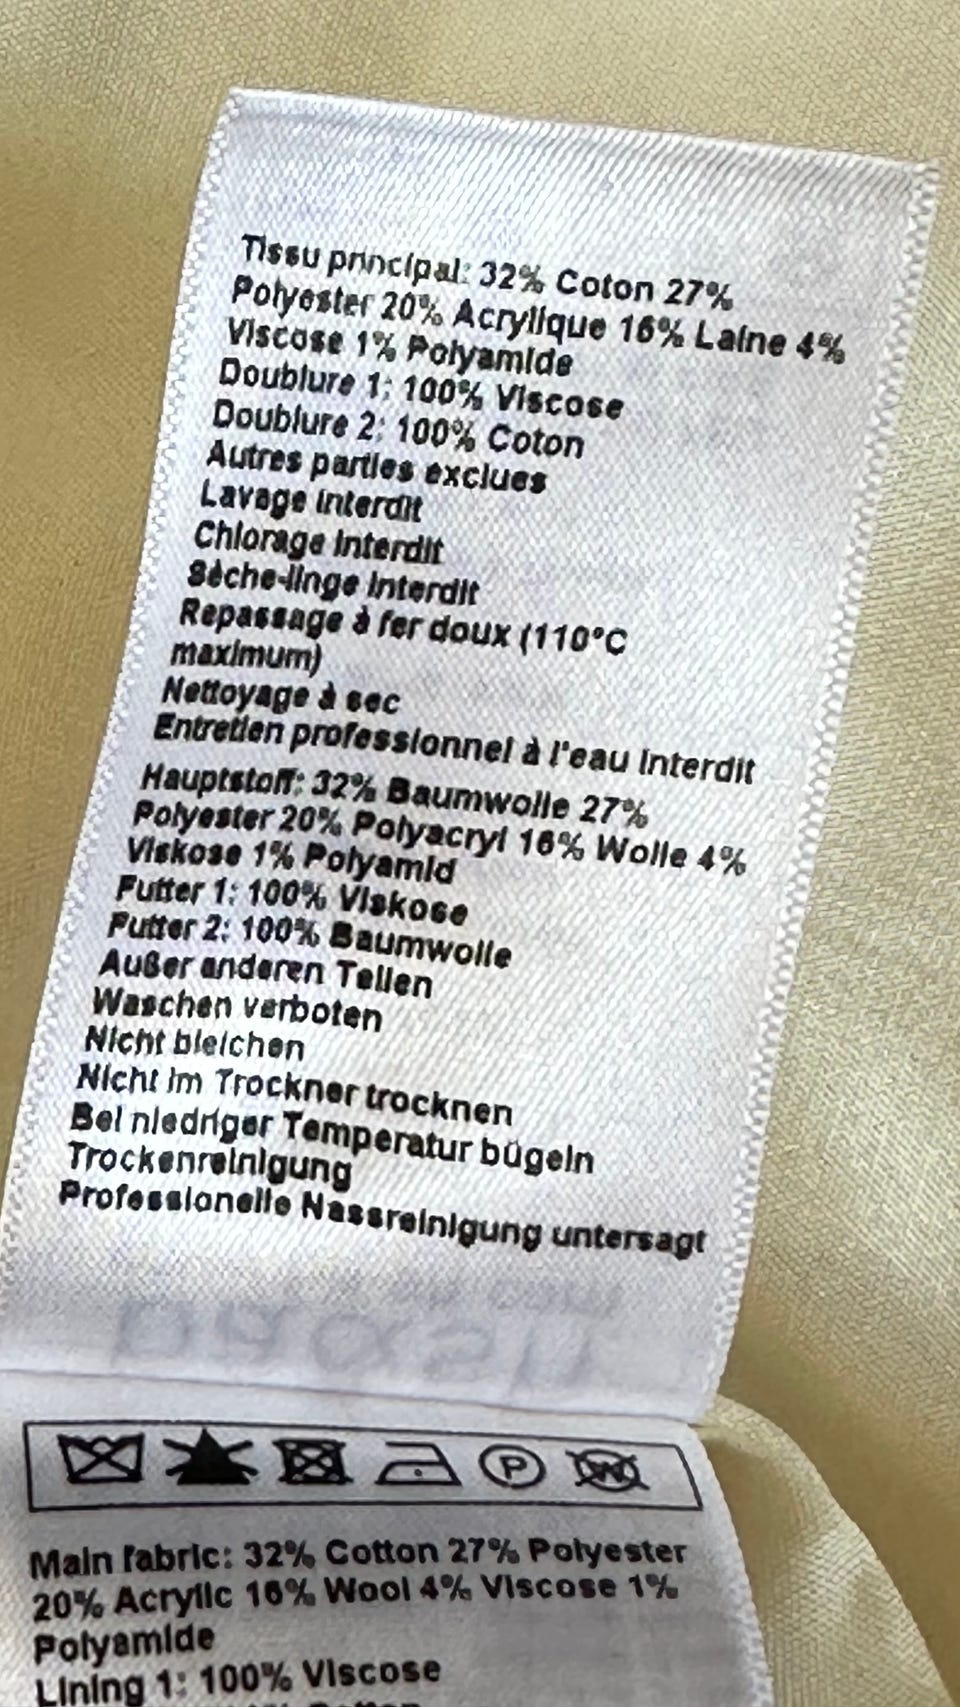 Tissu principal: 32% Coton 27%
Polyester 20% Acrylique 16% Laine 4%
Viscose 1% Polyamide
Doublure 1: 100% Viscose
Doublure 2: 100% Coton
Autres parties exclues
Lavage interdit
Chlorage interdit
Sèche-linge interdit
Repassage à fer doux (110°C
maximum)
Nettoyage à sec
Entretien professionnel à l'eau interdit
Hauptstoff: 32% Baumwolle 27%
Polyester 20% Polyacryl 16% Wolle 4%
Viskose 1% Polyamid
Futter 1: 100% Viskose
Futter 2: 100% Baumwolle
Außer anderen Teilen
Waschen verboten
Nicht bleichen
Nicht im Trockner trocknen
Bei niedriger Temperatur bügeln
Trockenreinigung
Professionelle Nassreinigung untersagt
P W
Main fabric: 32% Cotton 27% Polyester
20% Acrylic 16% Wool 4% Viscose 1%
Polyamide
Lining 1: 100% Viscose